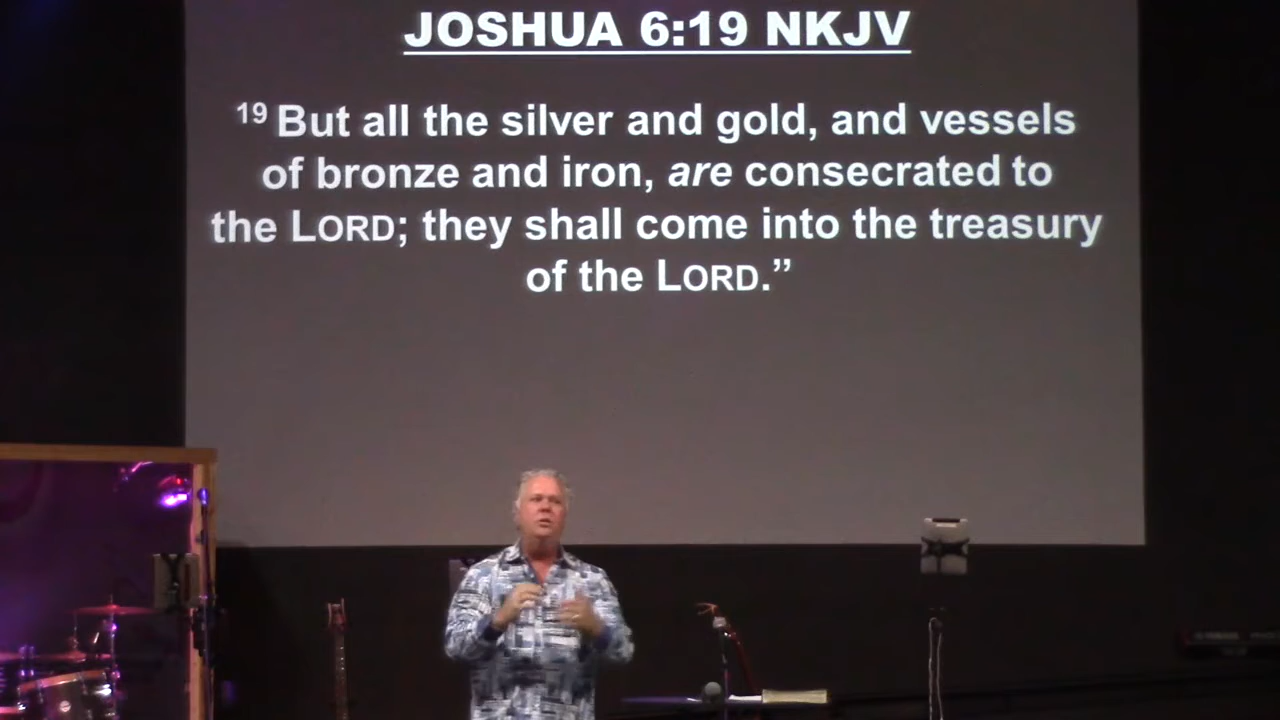 JOSHUA 6:19 NKJV
19 But all the silver and gold, and vessels
of bronze and iron, are consecrated to
the LORD; they shall come into the treasury
of the LORD.”